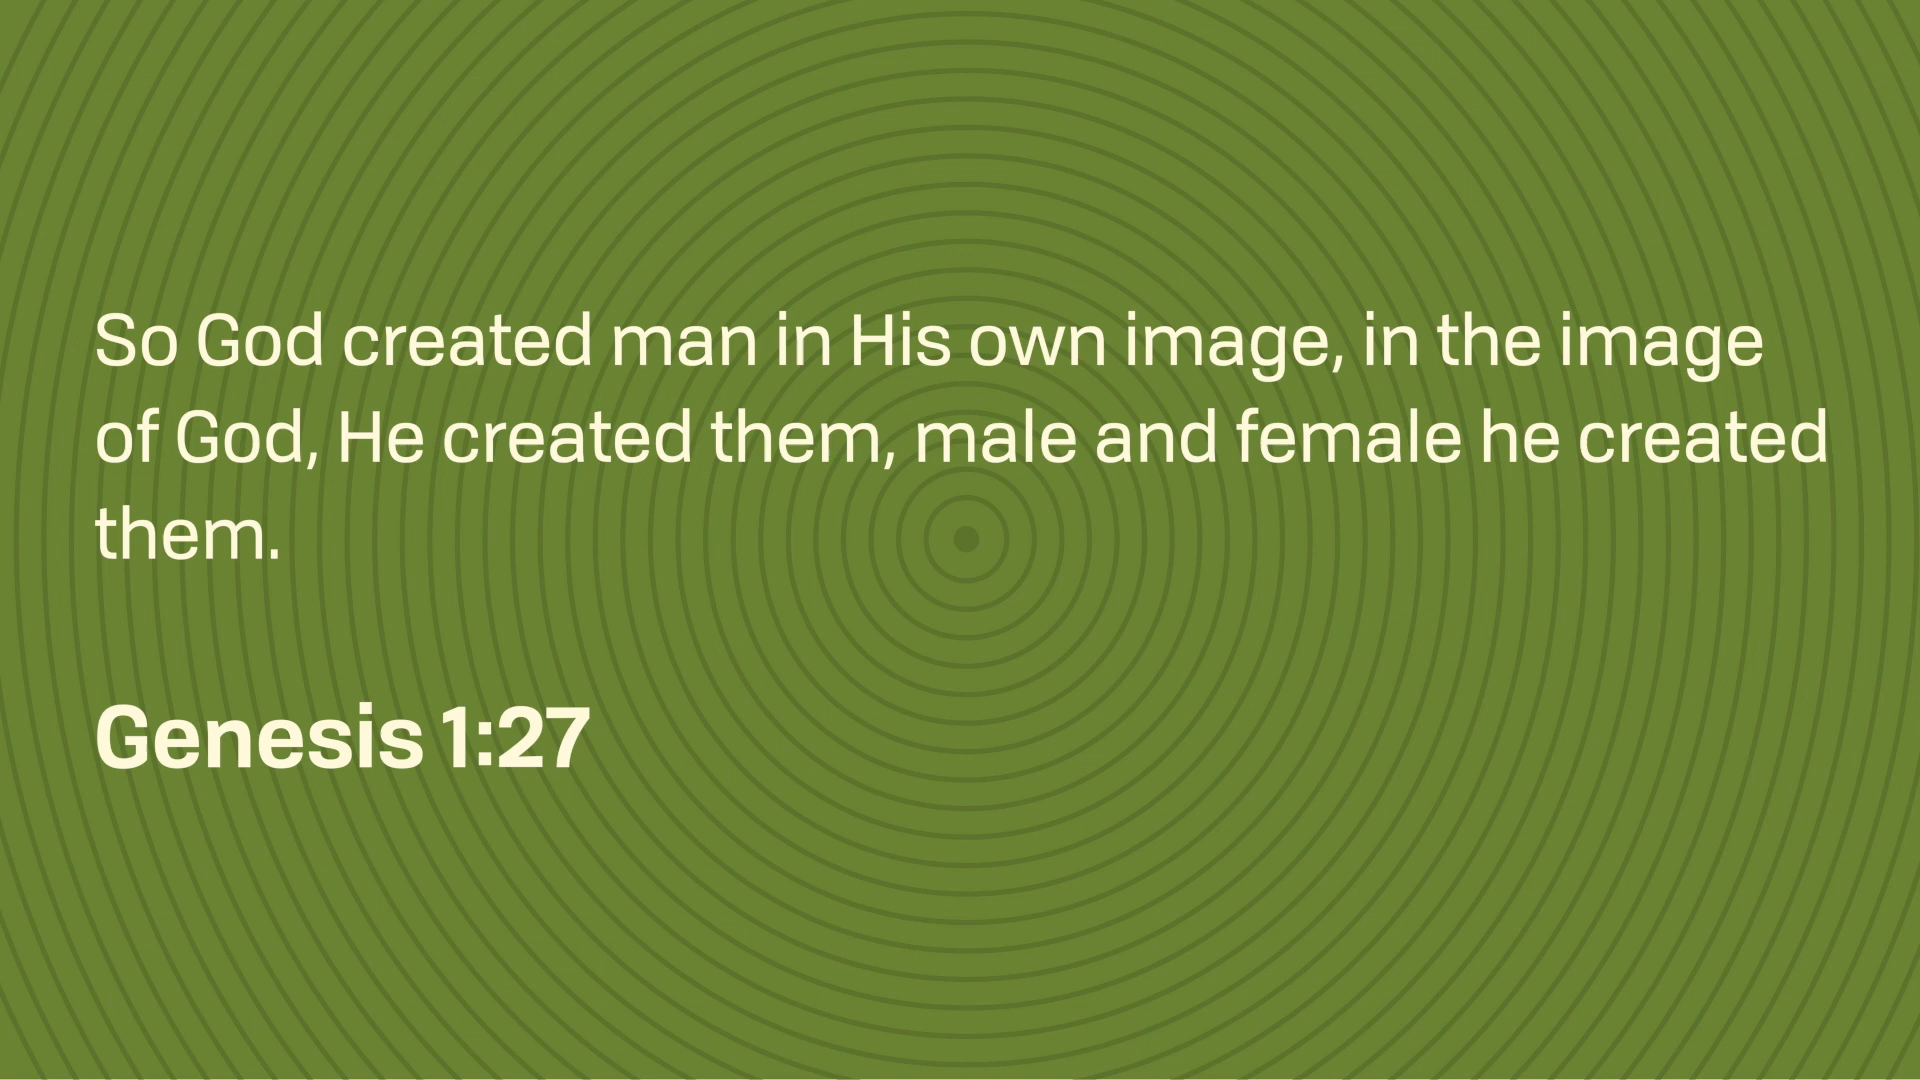 So God created man in His own image, in the image
of God, He created them, male and female he created
them.
Genesis 1:27